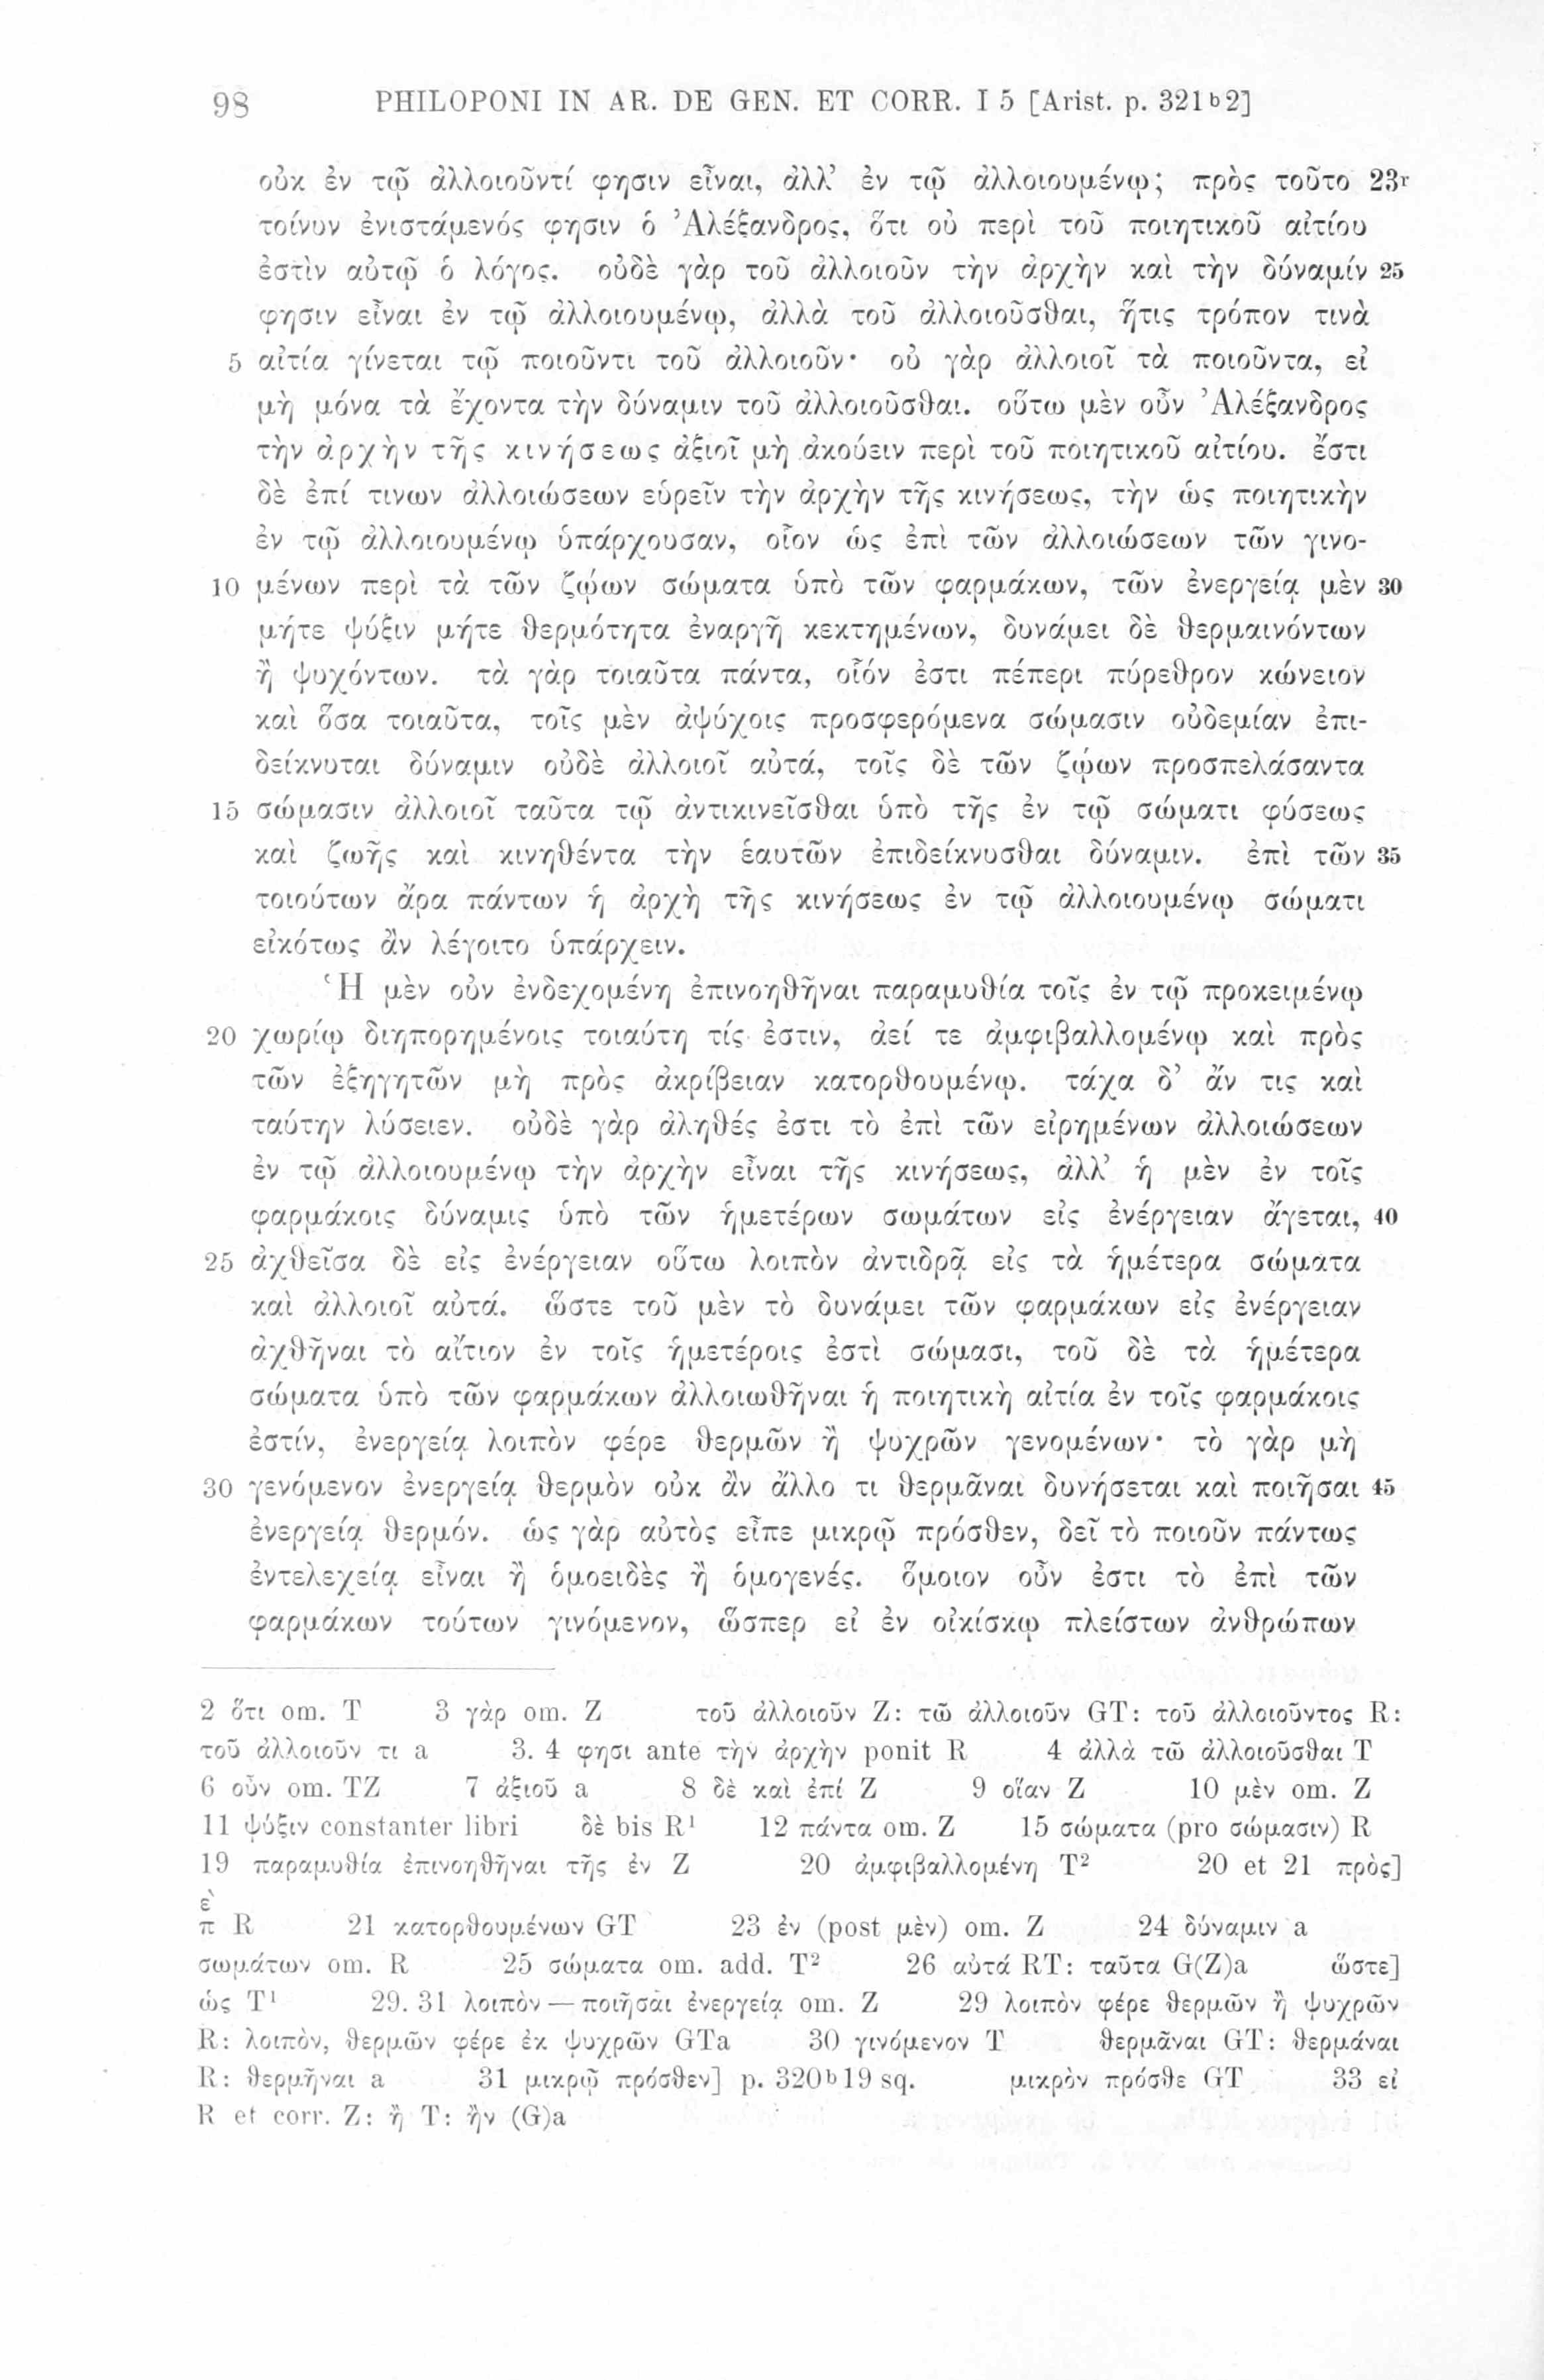 98 PHILOPONI IN AR. DE GEN. ET CORR. I 5 [Arist. p. 321 b 2]
οὐκ ἐν τῷ ἀλλοιοῦντί φησιν εἶναι, ἀλλ’ ἐν τῷ ἀλλοιουμένῳ; πρὸς τοῦτο 23r
τοίνυν ἐνιστάμενός φησιν ὁ Ἀλέξανδρος, ὅτι οὐ περὶ τοῦ ποιητικοῦ αἰτίου
ἐστὶν αὐτῷ ὁ λόγος. οὐδὲ γὰρ τοῦ ἀλλοιοῦν τὴν ἀρχὴν καὶ τὴν δύναμίν 25
φησιν εἶναι ἐν τῷ ἀλλοιουμένῳ, ἀλλὰ τοῦ ἀλλοιοῦσθαι, ἥτις τρόπον τινὰ
5 αἰτία γίνεται τῷ ποιοῦντι τοῦ ἀλλοιοῦν· οὐ γὰρ ἀλλοιοῖ τὰ ποιοῦντα, εἰ
μὴ μόνα τὰ ἔχοντα τὴν δύναμιν τοῦ ἀλλοιοῦσθαι. οὕτω μὲν οὖν Ἀλέξανδρος
τὴν ἀρχὴν τῆς κινήσεως ἀξιοῖ μὴ ἀκούειν περὶ τοῦ ποιητικοῦ αἰτίου. ἔστι
δὲ ἐπί τινων ἀλλοιώσεων εὑρεῖν τὴν ἀρχὴν τῆς κινήσεως, τὴν ὡς ποιητικὴν
ἐν τῷ ἀλλοιουμένῳ ὑπάρχουσαν, οἷον ὡς ἐπὶ τῶν ἀλλοιώσεων τῶν γινο-
10 μένων περὶ τὰ τῶν ζῴων σώματα ὑπὸ τῶν φαρμάκων, τῶν ἐνεργείᾳ μὲν 30
μήτε ψύξιν μήτε θερμότητα ἐναργῆ κεκτημένων, δυνάμει δὲ θερμαινόντων
ἢ ψυχόντων. τὰ γὰρ τοιαῦτα πάντα, οἷόν ἐστι πέπερι πύρεθρον κώνειον
καὶ ὅσα τοιαῦτα, τοῖς μὲν ἀψύχοις προσφερόμενα σώμασιν οὐδεμίαν ἐπι-
δείκνυται δύναμιν οὐδὲ ἀλλοιοῖ αὐτά, τοῖς δὲ τῶν ζῴων προσπελάσαντα
15 σώμασιν ἀλλοιοῖ ταῦτα τῷ ἀντικινεῖσθαι ὑπὸ τῆς ἐν τῷ σώματι φύσεως
καὶ ζωῆς καὶ κινηθέντα τὴν ἑαυτῶν ἐπιδείκνυσθαι δύναμιν. ἐπὶ τῶν 35
τοιούτων ἄρα πάντων ἡ ἀρχὴ τῆς κινήσεως ἐν τῷ ἀλλοιουμένῳ σώματι
εἰκότως ἂν λέγοιτο ὑπάρχειν.
Ἡ μὲν οὖν ἐνδεχομένη ἐπινοηθῆναι παραμυθία τοῖς ἐν τῷ προκειμένῳ
20 χωρίῳ διηπορημένοις τοιαύτη τίς ἐστιν, ἀεί τε ἀμφιβαλλομένῳ καὶ πρὸς
τῶν ἐξηγητῶν μὴ πρὸς ἀκρίβειαν κατορθουμένῳ. τάχα δ’ ἄν τις καὶ
ταύτην λύσειεν. οὐδὲ γὰρ ἀληθές ἐστι τὸ ἐπὶ τῶν εἰρημένων ἀλλοιώσεων
ἐν τῷ ἀλλοιουμένῳ τὴν ἀρχὴν εἶναι τῆς κινήσεως, ἀλλ’ ἡ μὲν ἐν τοῖς
φαρμάκοις δύναμις ὑπὸ τῶν ἡμετέρων σωμάτων εἰς ἐνέργειαν ἄγεται, 40
25 ἀχθεῖσα δὲ εἰς ἐνέργειαν οὕτω λοιπὸν ἀντιδρᾷ εἰς τὰ ἡμέτερα σώματα
καὶ ἀλλοιοῖ αὐτά. ὥστε τοῦ μὲν τὸ δυνάμει τῶν φαρμάκων εἰς ἐνέργειαν
ἀχθῆναι τὸ αἴτιον ἐν τοῖς ἡμετέροις ἐστὶ σώμασι, τοῦ δὲ τὰ ἡμέτερα
σώματα ὑπὸ τῶν φαρμάκων ἀλλοιωθῆναι ἡ ποιητικὴ αἰτία ἐν τοῖς φαρμάκοις
ἐστίν, ἐνεργείᾳ λοιπὸν φέρε θερμῶν ἢ ψυχρῶν γενομένων· τὸ γὰρ μὴ
30 γενόμενον ἐνεργείᾳ θερμὸν οὐκ ἂν ἄλλο τι θερμᾶναι δυνήσεται καὶ ποιῆσαι 45
ἐνεργείᾳ θερμόν. ὡς γὰρ αὐτὸς εἶπε μικρῷ πρόσθεν, δεῖ τὸ ποιοῦν πάντως
ἐντελεχείᾳ εἶναι ἢ ὁμοειδὲς ἢ ὁμογενές. ὅμοιον οὖν ἐστι τὸ ἐπὶ τῶν
φαρμάκων τούτων γινόμενον, ὥσπερ εἰ ἐν οἰκίσκῳ πλείστων ἀνθρώπων
2 ὅτι om. T 3 γὰρ om. Z τοῦ ἀλλοιοῦν Z: τῶ ἀλλοιοῦν GT: τοῦ ἀλλοιοῦντος R:
τοῦ ἀλλοιοῦν τι a 3. 4 φησι ante τὴν ἀρχὴν ponit R 4 ἀλλὰ τῶ ἀλλοιοῦσθαι T
6 οὖν om. TZ 7 ἀξιοῦ a 8 δὲ καὶ ἐπί Z 9 οἵαν Z 10 μὲν om. Z
11 ψύξιν constanter libri δὲ bis R¹ 12 πάντα om. Z 15 σώματα (pro σώμασιν) R
19 παραμυθία ἐπινοηθῆναι τῆς ἐν Z 20 ἀμφιβαλλομένη T² 20 et 21 πρὸς]
ὲ
π R 21 κατορθουμένων GT 23 ἐν (post μὲν) om. Z 24 δύναμιν a
σωμάτων om. R 25 σώματα om. add. T² 26 αὐτά RT: ταῦτα G(Z)a ὥστε]
ὡς T¹ 29. 31 λοιπὸν — ποιῆσαι ἐνεργείᾳ om. Z 29 λοιπὸν φέρε θερμῶν ἢ ψυχρῶν
R: λοιπὸν, θερμῶν φέρε ἐκ ψυχρῶν GTa 30 γινόμενον T θερμᾶναι GT: θερμάναι
R: θερμῆναι a 31 μικρῷ πρόσθεν] p. 320 b 19 sq. μικρὸν πρόσθε GT 33 εἰ
R et corr. Z: ἢ T: ἣν (G)a